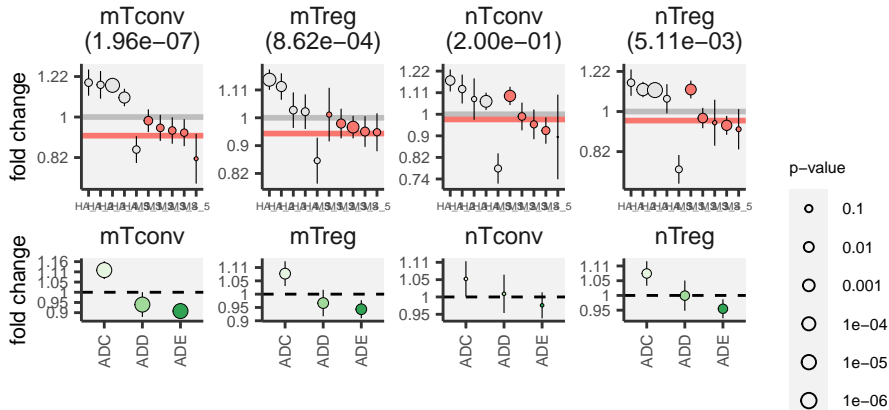 mTconv
(1.96e−07)
mTreg
(8.62e−04)
nTconv
(2.00e−01)
nTreg
(5.11e−03)
fold change
1.22
1
0.82
1.11
1
0.9
0.82
1.22
1.11
1
0.9
0.82
0.74
1.22
1
0.82
mTconv
mTreg
nTconv
nTreg
fold change
1.16
1.11
1.05
1
0.95
0.9
1.11
1.05
1
0.95
0.9
1.11
1.05
1
0.95
1.11
1.05
1
0.95
ADC
ADD
ADE
ADC
ADD
ADE
ADC
ADD
ADE
ADC
ADD
ADE
p−value
0.1
0.01
0.001
1e−04
1e−05
1e−06